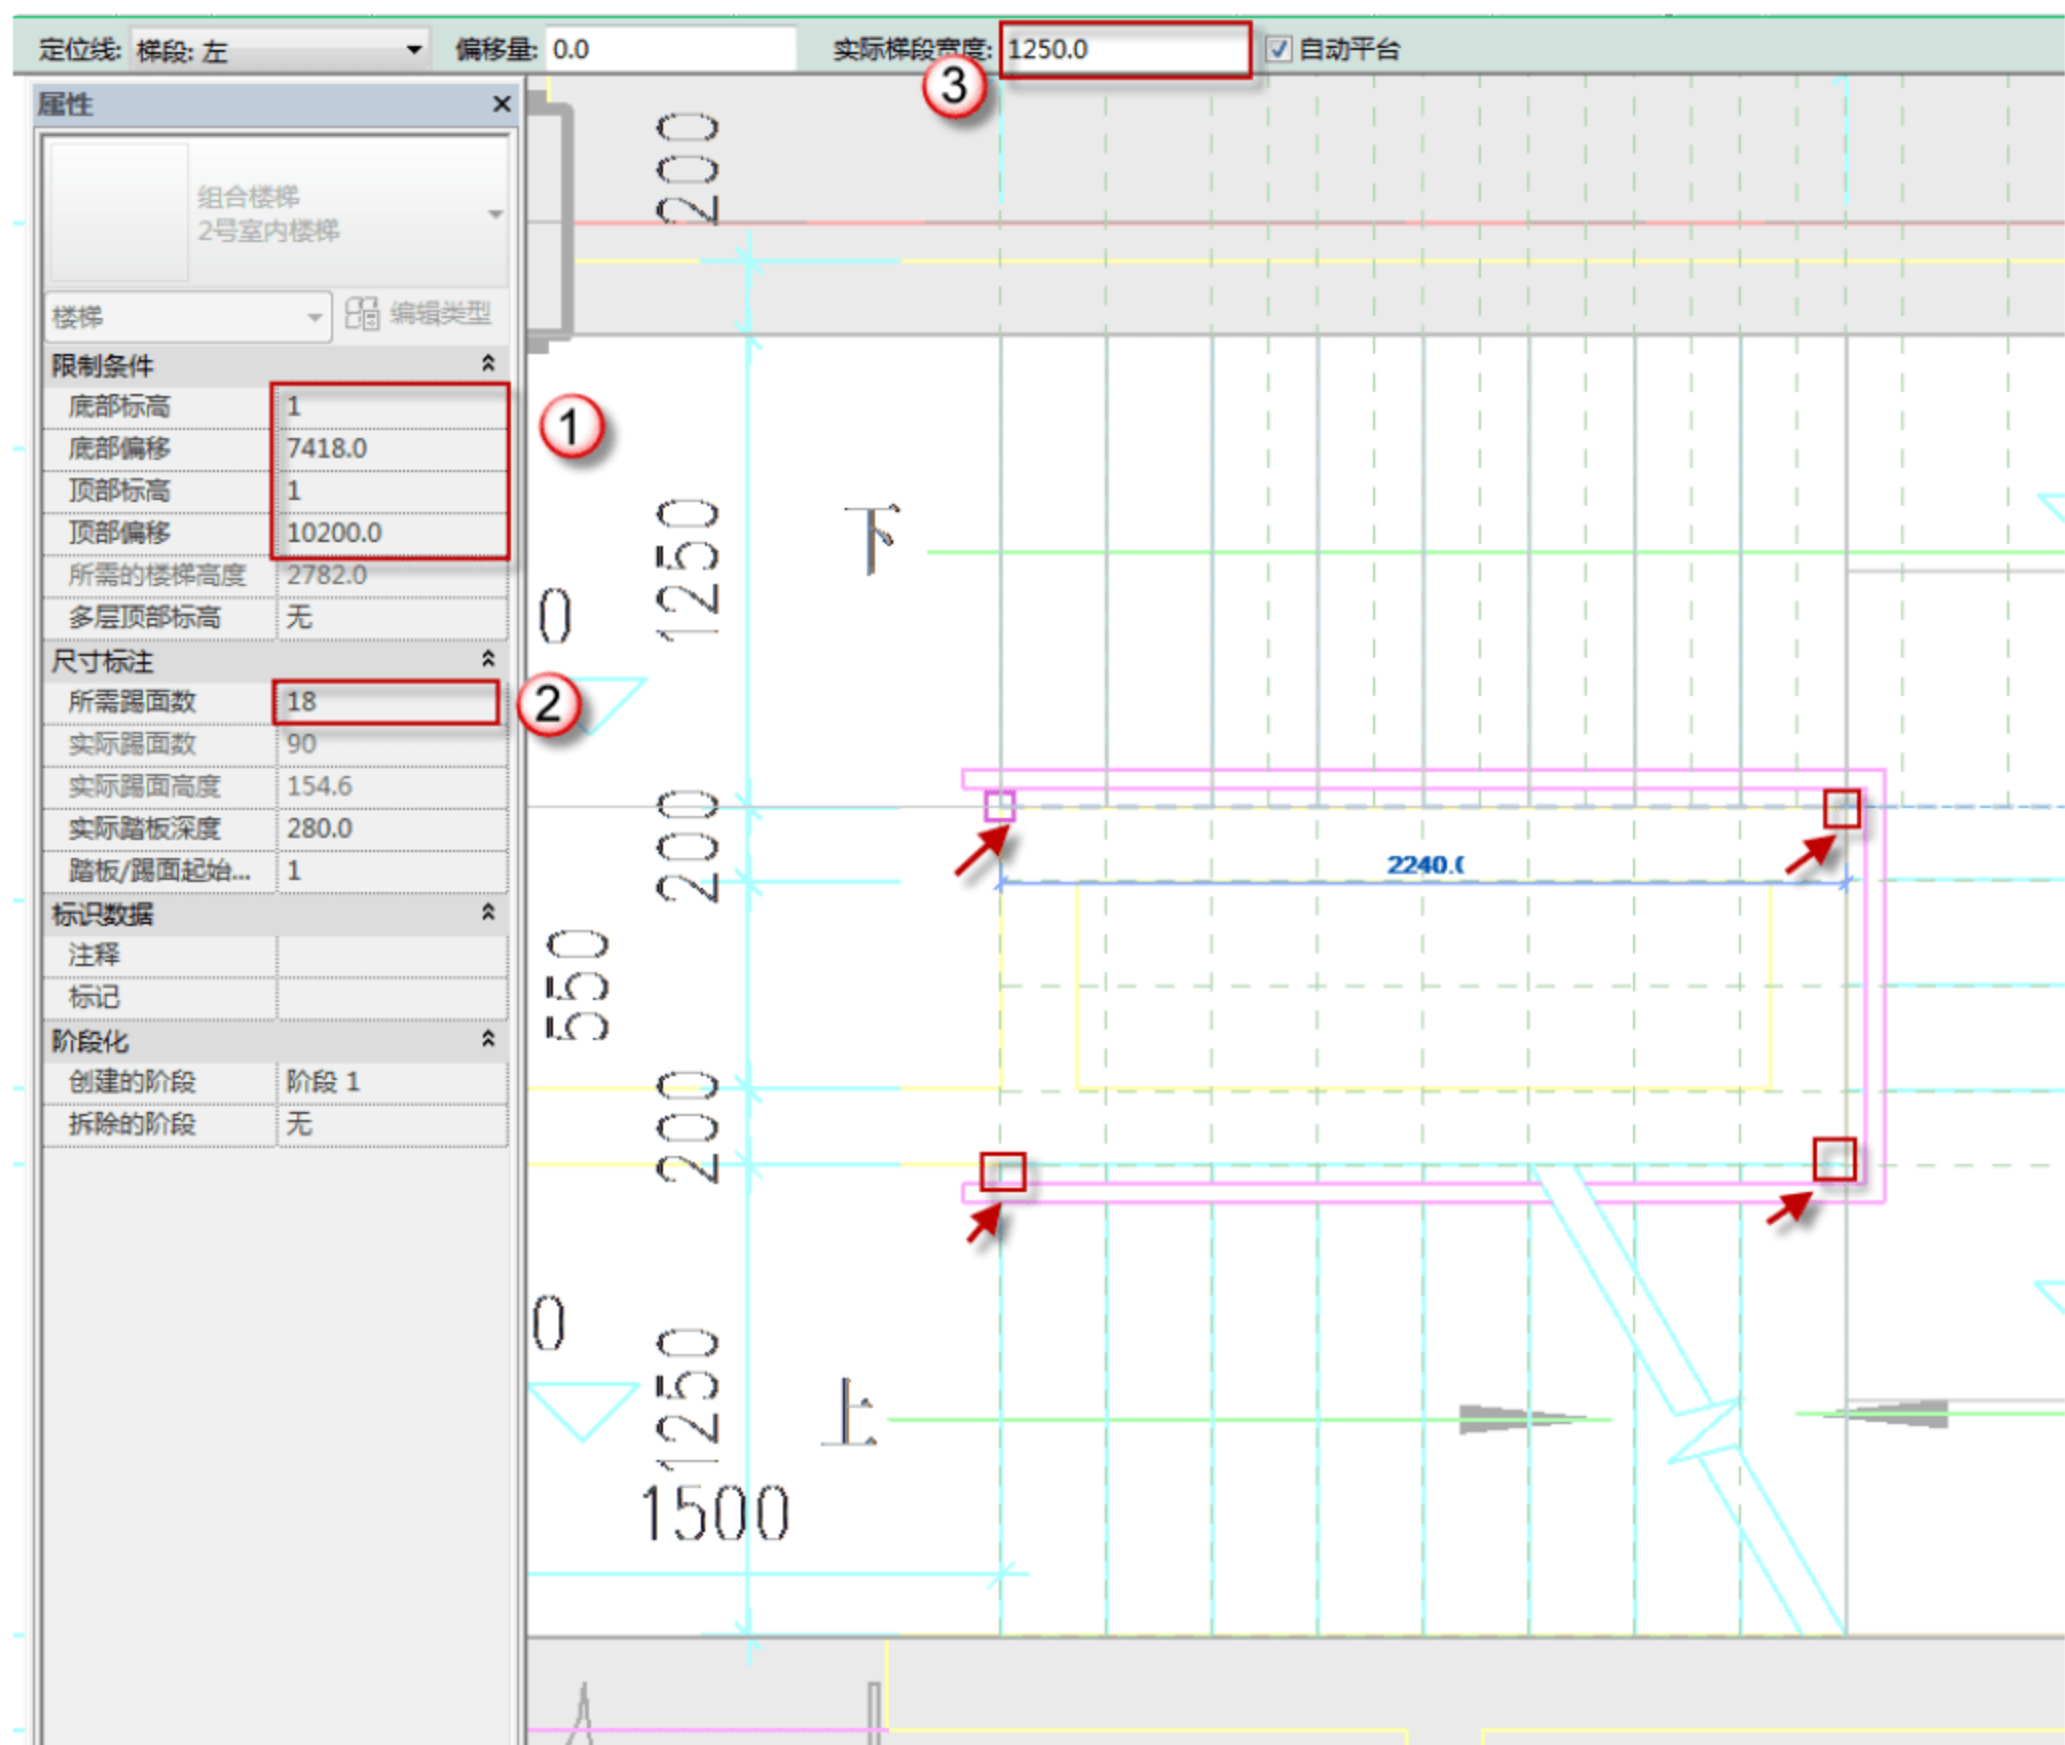 定位线: 梯段: 左 偏移量: 0.0 实际梯段宽度: 1250.0 自动平台
3
属性
组合楼梯
2号室内楼梯
楼梯 编辑类型
限制条件
底部标高 1
底部偏移 7418.0
顶部标高 1
顶部偏移 10200.0
所需的楼梯高度 2782.0
多层顶部标高 无
尺寸标注
所需踢面数 18
实际踢面数 90
实际踢面高度 154.6
实际踏板深度 280.0
踏板/踢面起始... 1
标识数据
注释
标记
阶段化
创建的阶段 阶段 1
拆除的阶段 无
1
2
200
1250
下
0
200
2240.(
550
200
0
1250
上
1500